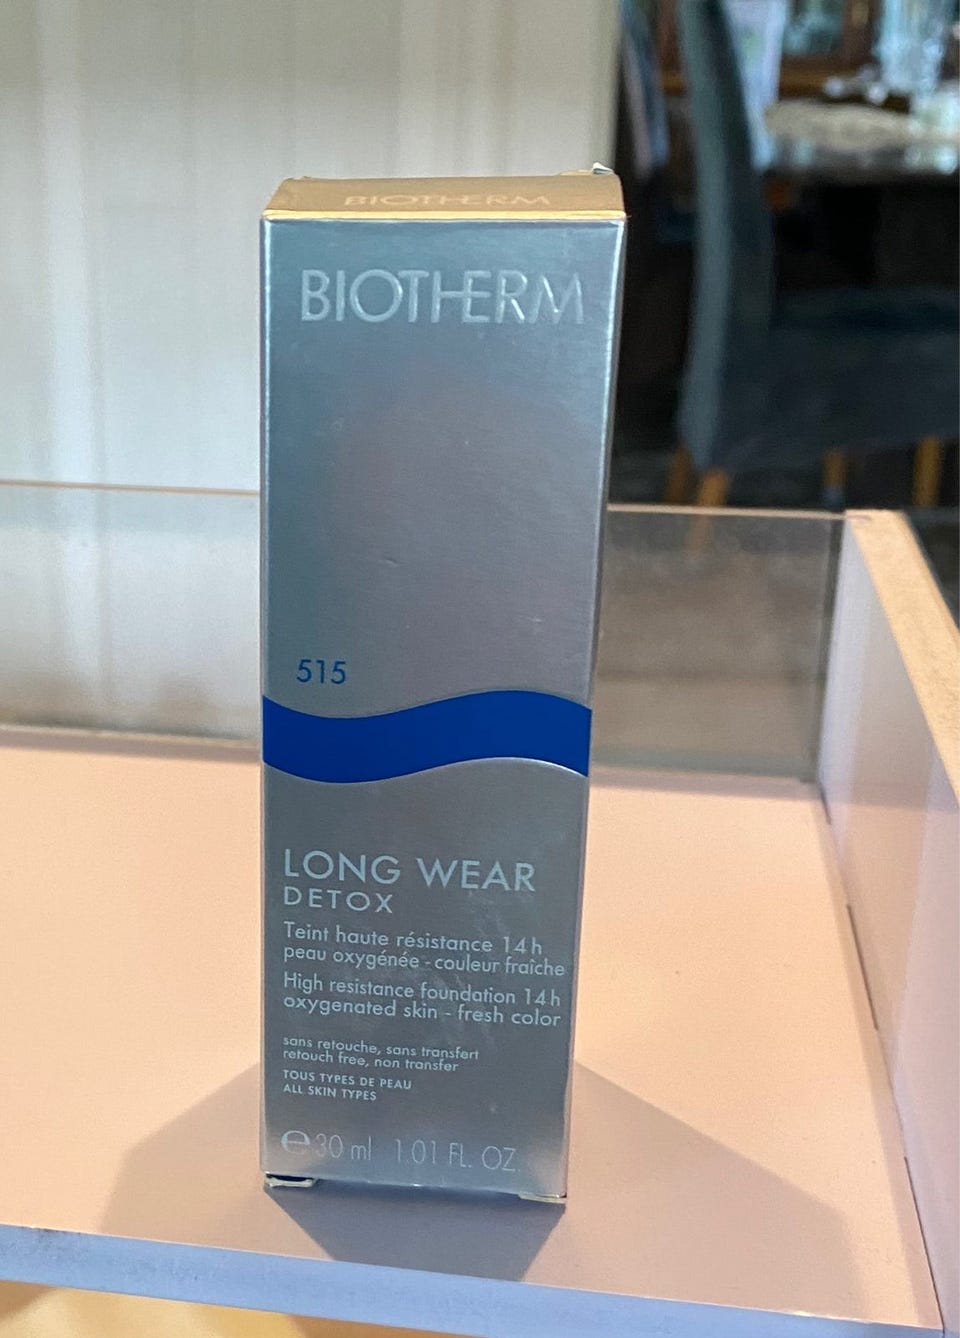 BIOTHERM
BIOTHERM
515
LONG WEAR
DETOX
Teint haute résistance 14h
peau oxygénée - couleur fraîche
High resistance foundation 14h
oxygenated skin - fresh color
sans retouche, sans transfert
retouch free, non transfer
TOUS TYPES DE PEAU
ALL SKIN TYPES
℮ 30 ml 1.01 FL. OZ.